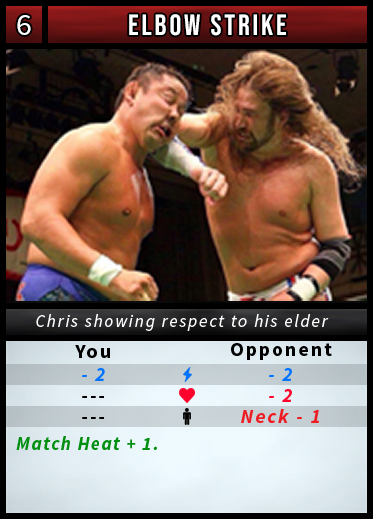 6 ELBOW STRIKE
Chris showing respect to his elder
You Opponent
- 2 - 2
--- - 2
--- Neck - 1
Match Heat + 1.